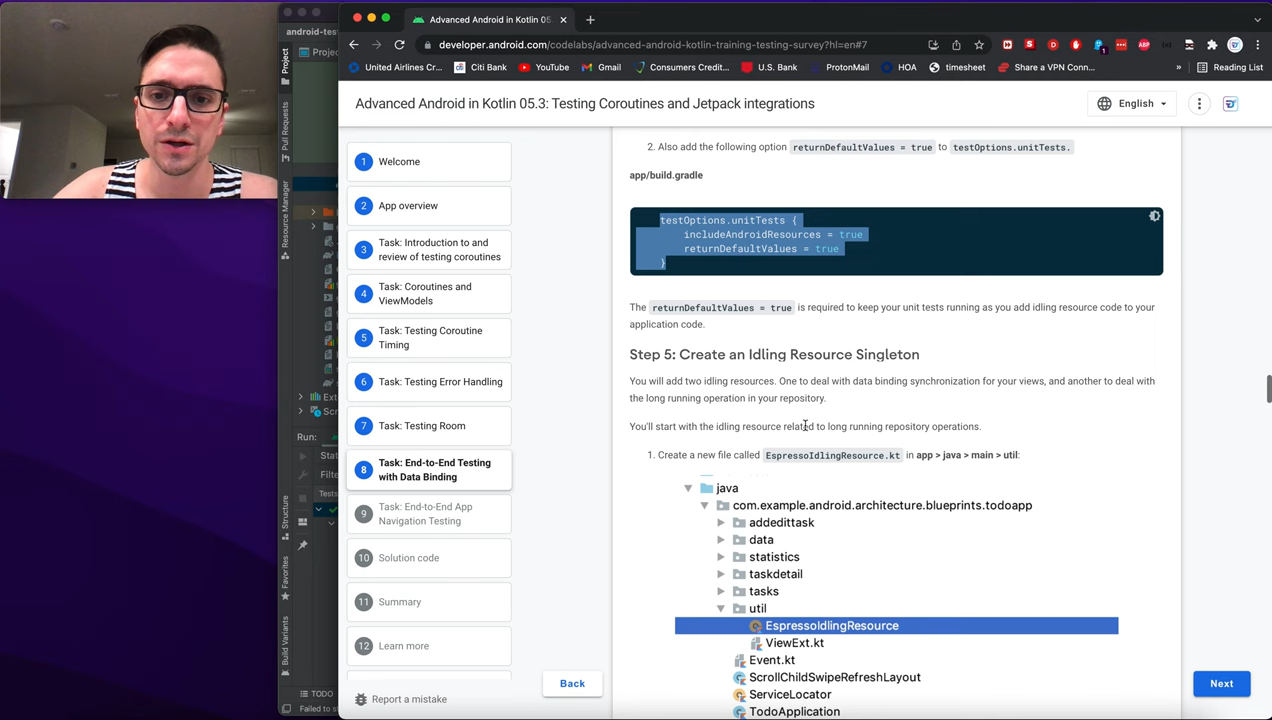 android-tes
Project
Pull Requests
Resource Manager
Structure
Favorites
Build Variants
Proje
Ext
Scr
Run:
Stat
Filte
Tests
TODO
Failed to s
Advanced Android in Kotlin 05.
developer.android.com/codelabs/advanced-android-kotlin-training-testing-survey?hl=en#7
United Airlines Cr... Citi Bank YouTube Gmail Consumers Credit... U.S. Bank ProtonMail HOA timesheet Share a VPN Conn... » Reading List
Advanced Android in Kotlin 05.3: Testing Coroutines and Jetpack integrations
English
1 Welcome
2 App overview
3 Task: Introduction to and
review of testing coroutines
4 Task: Coroutines and
ViewModels
5 Task: Testing Coroutine
Timing
6 Task: Testing Error Handling
7 Task: Testing Room
8 Task: End-to-End Testing
with Data Binding
9 Task: End-to-End App
Navigation Testing
10 Solution code
11 Summary
12 Learn more
Report a mistake
2. Also add the following option returnDefaultValues = true to testOptions.unitTests.
app/build.gradle
testOptions.unitTests {
includeAndroidResources = true
returnDefaultValues = true
}
The returnDefaultValues = true is required to keep your unit tests running as you add idling resource code to your
application code.
Step 5: Create an Idling Resource Singleton
You will add two idling resources. One to deal with data binding synchronization for your views, and another to deal with
the long running operation in your repository.
You'll start with the idling resource related to long running repository operations.
1. Create a new file called EspressoIdlingResource.kt in app > java > main > util:
java
com.example.android.architecture.blueprints.todoapp
addedittask
data
statistics
taskdetail
tasks
util
EspressoIdlingResource
ViewExt.kt
Event.kt
ScrollChildSwipeRefreshLayout
ServiceLocator
TodoApplication
Back
Next